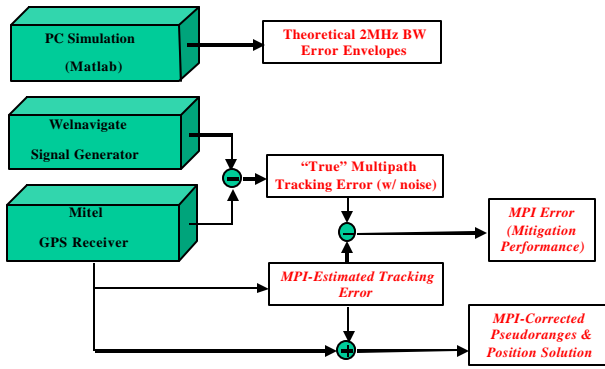 PC Simulation
(Matlab)
Theoretical 2MHz BW
Error Envelopes
Welnavigate
Signal Generator
“True” Multipath
Tracking Error (w/ noise)
Mitel
GPS Receiver
MPI Error
(Mitigation
Performance)
MPI-Estimated Tracking
Error
MPI-Corrected
Pseudoranges &
Position Solution